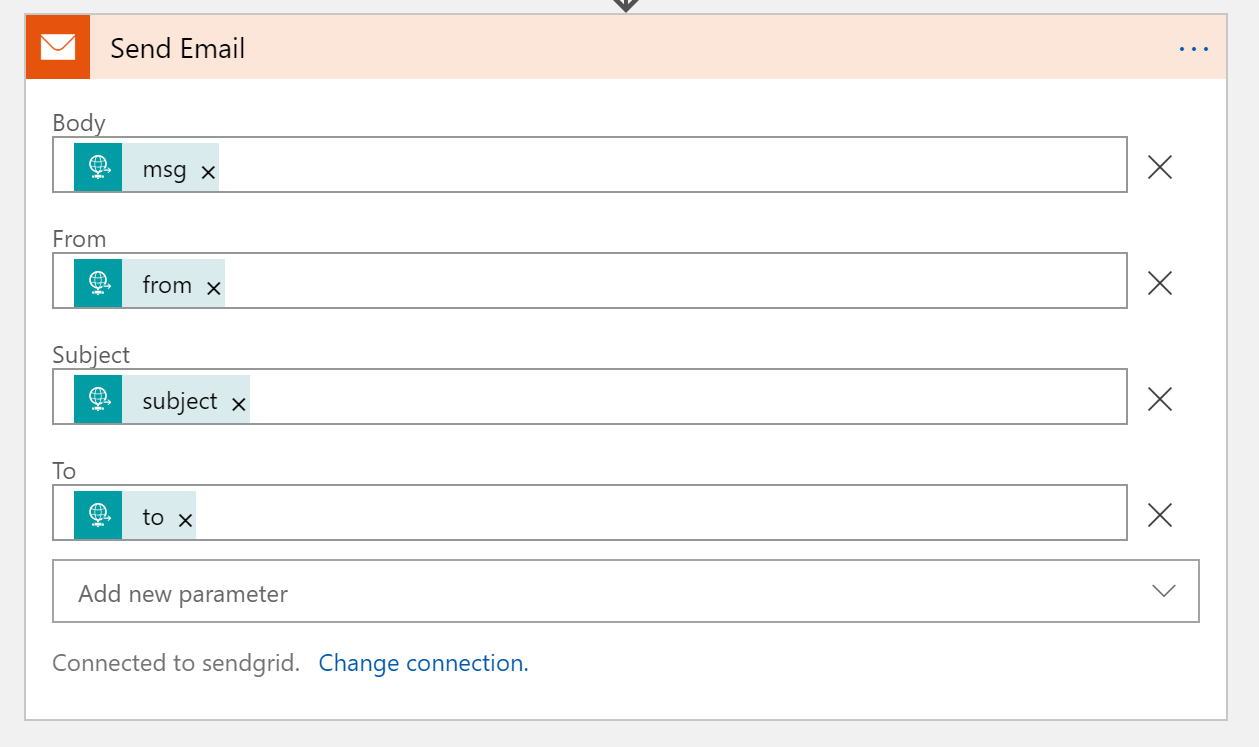 Send Email
Body
msg
From
from
Subject
subject
To
to
Add new parameter
Connected to sendgrid. Change connection.